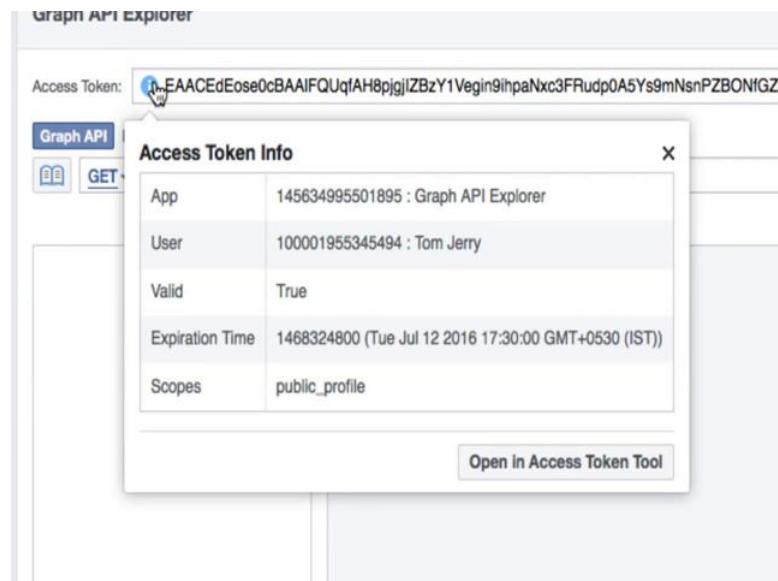 Graph API Explorer
Access Token: EAACEdEose0cBAAIFQUqfAH8pjgjIZBzY1Vegin9ihpaNxc3FRudp0A5Ys9mNsnPZBONfGZ
Graph API
GET
Access Token Info
App 145634995501895 : Graph API Explorer
User 100001955345494 : Tom Jerry
Valid True
Expiration Time 1468324800 (Tue Jul 12 2016 17:30:00 GMT+0530 (IST))
Scopes public_profile
Open in Access Token Tool